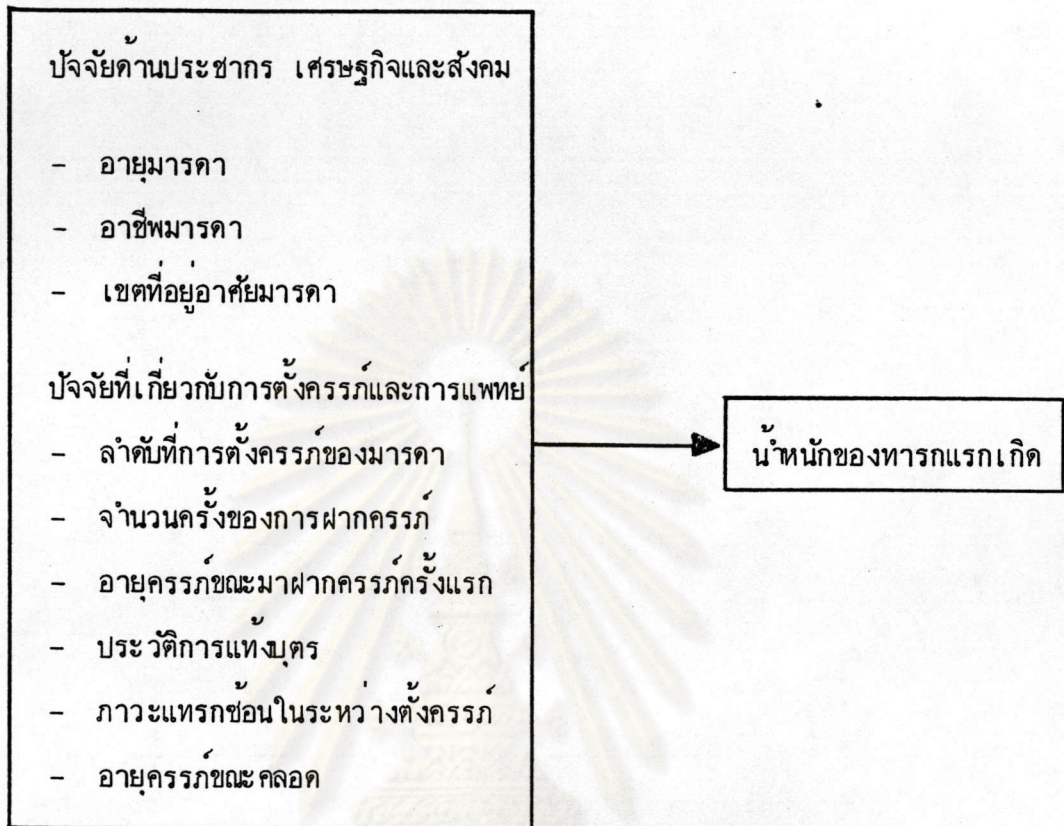 ปัจจัยด้านประชากร เศรษฐกิจและสังคม
- อายุมารดา
- อาชีพมารดา
- เขตที่อยู่อาศัยมารดา
ปัจจัยที่เกี่ยวกับการตั้งครรภ์และการแพทย์
- ลำดับที่การตั้งครรภ์ของมารดา
- จำนวนครั้งของการฝากครรภ์
- อายุครรภ์ขณะมาฝากครรภ์ครั้งแรก
- ประวัติการแท้งบุตร
- ภาวะแทรกซ้อนในระหว่างตั้งครรภ์
- อายุครรภ์ขณะคลอด
น้ำหนักของทารกแรกเกิด